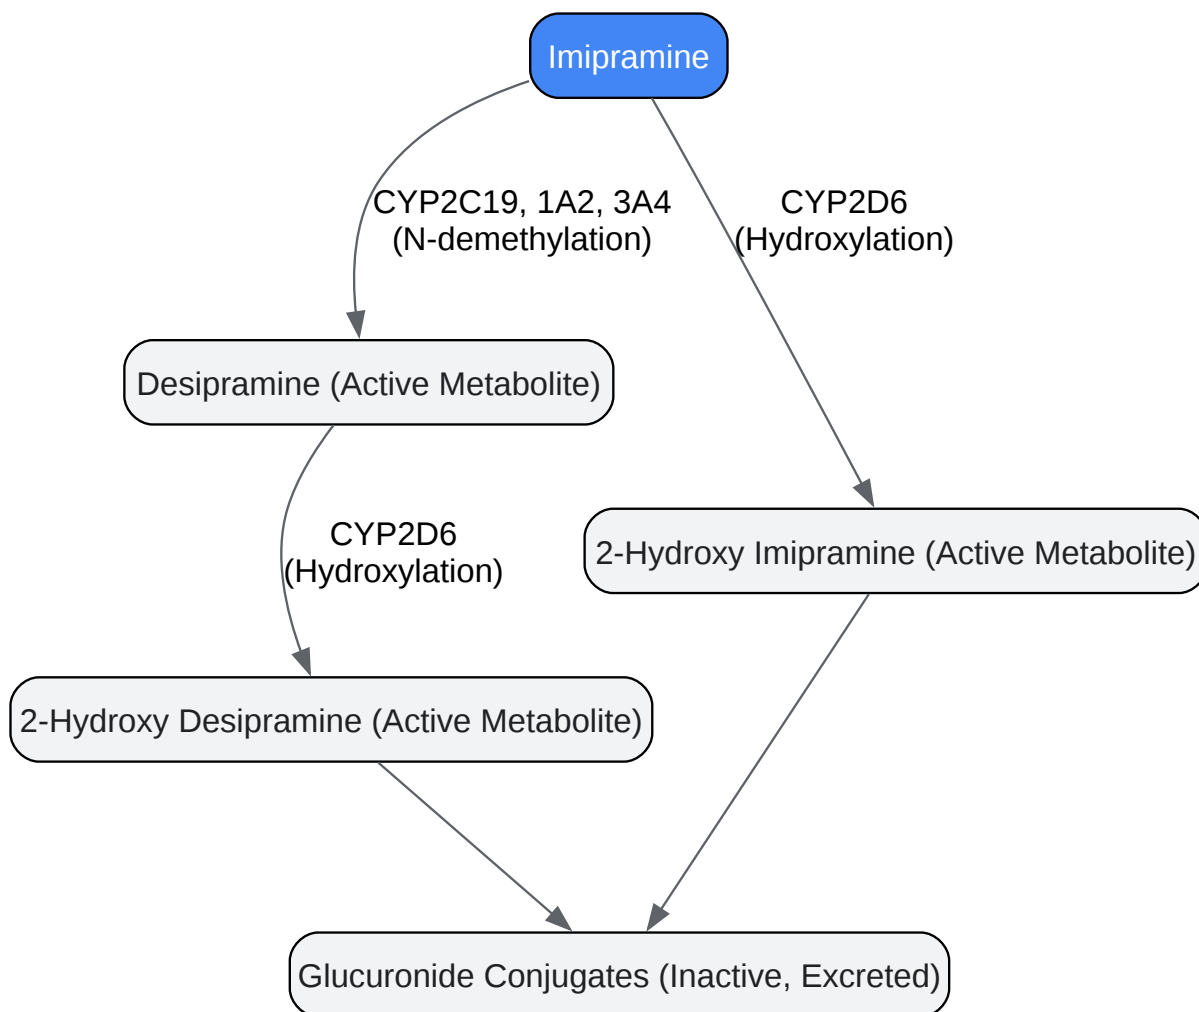 Imipramine
CYP2C19, 1A2, 3A4
(N-demethylation)
CYP2D6
(Hydroxylation)
Desipramine (Active Metabolite)
CYP2D6
(Hydroxylation)
2-Hydroxy Imipramine (Active Metabolite)
2-Hydroxy Desipramine (Active Metabolite)
Glucuronide Conjugates (Inactive, Excreted)